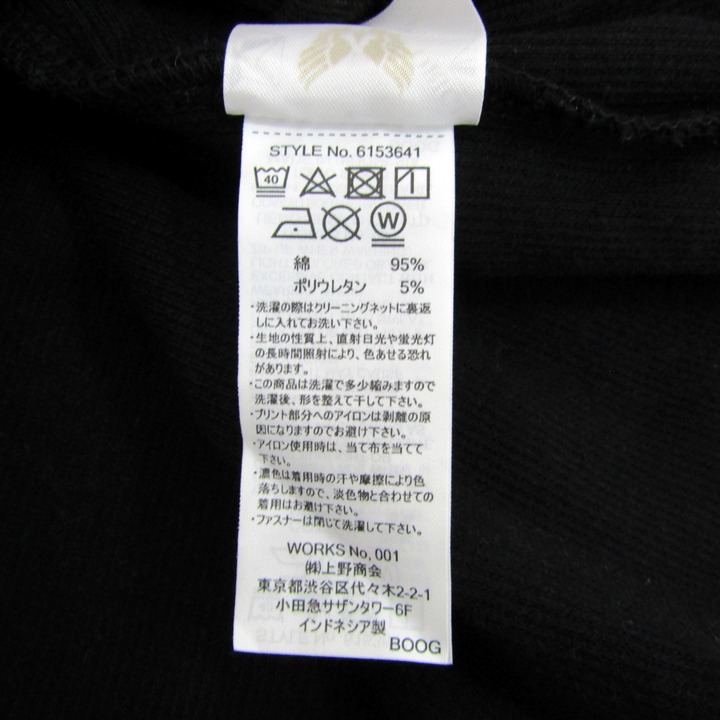 STYLE No. 6153641
40
W
綿 95%
ポリウレタン 5%
・洗濯の際はクリーニングネットに裏返
しに入れてお洗い下さい。
・生地の性質上、直射日光や蛍光灯
の長時間照射により、色あせる恐れ
があります。
・この商品は洗濯で多少縮みますので
洗濯後、形を整えて干して下さい。
・プリント部分へのアイロンは剥離の原
因になりますのでお避け下さい。
・アイロン使用時は、当て布を当てて
下さい。
・濃色は着用時の汗や摩擦により色
落ちしますので、淡色物と合わせての
着用はお避け下さい。
・ファスナーは閉じて洗濯して下さい。
WORKS No, 001
㈱上野商会
東京都渋谷区代々木2-2-1
小田急サザンタワー6F
インドネシア製
BOOG